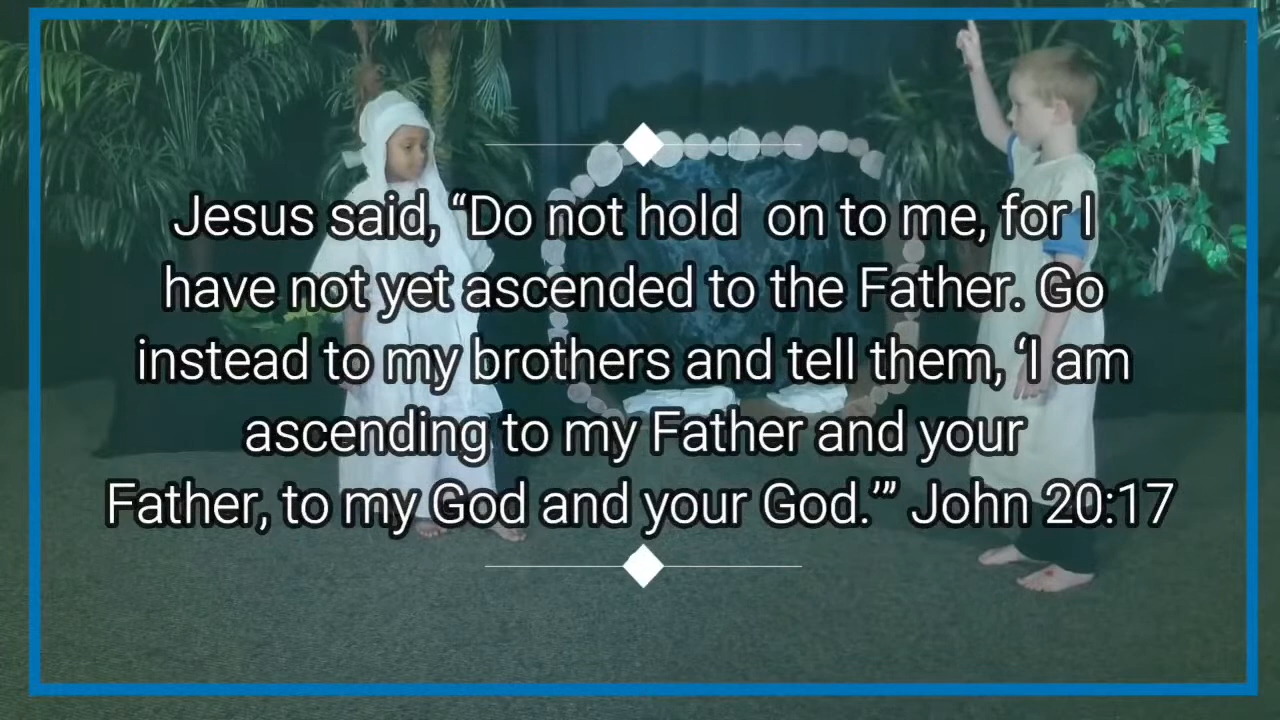 Jesus said, “Do not hold  on to me, for I
have not yet ascended to the Father. Go
instead to my brothers and tell them, ‘I am
ascending to my Father and your
Father, to my God and your God.’” John 20:17